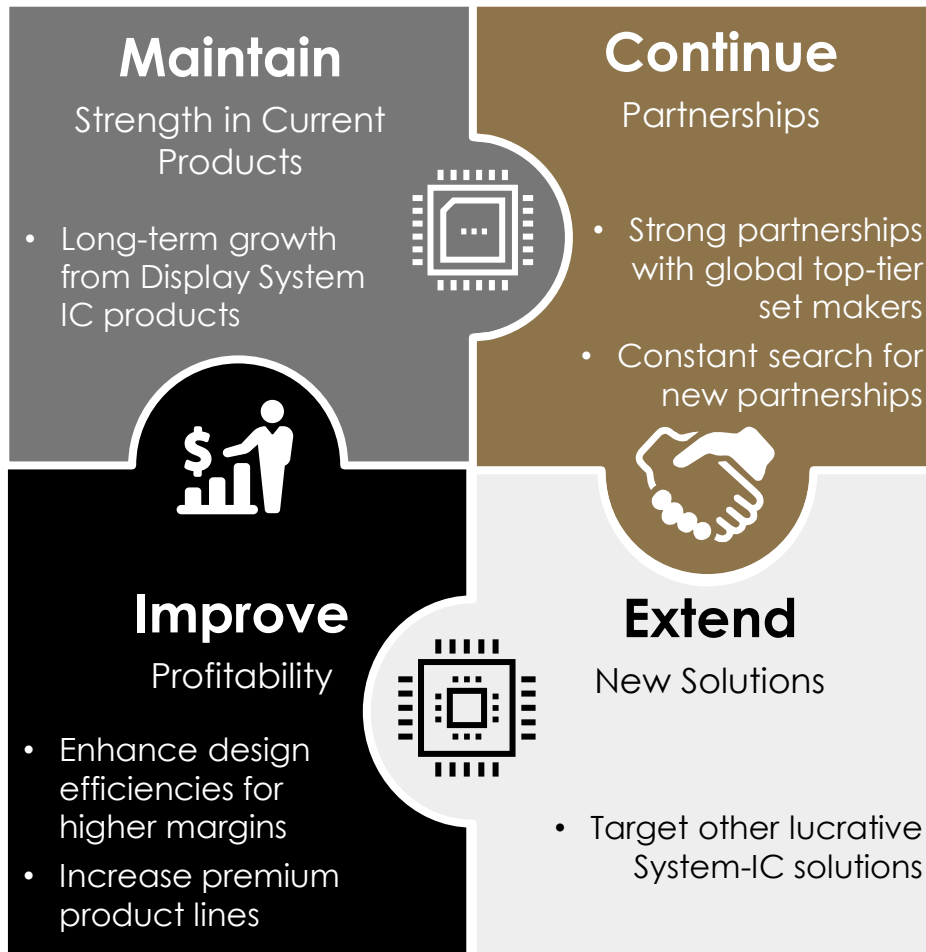 Maintain
Strength in Current
Products
• Long-term growth
from Display System
IC products
Continue
Partnerships
• Strong partnerships
with global top-tier
set makers
• Constant search for
new partnerships
$
Improve
Profitability
• Enhance design
efficiencies for
higher margins
• Increase premium
product lines
Extend
New Solutions
• Target other lucrative
System-IC solutions